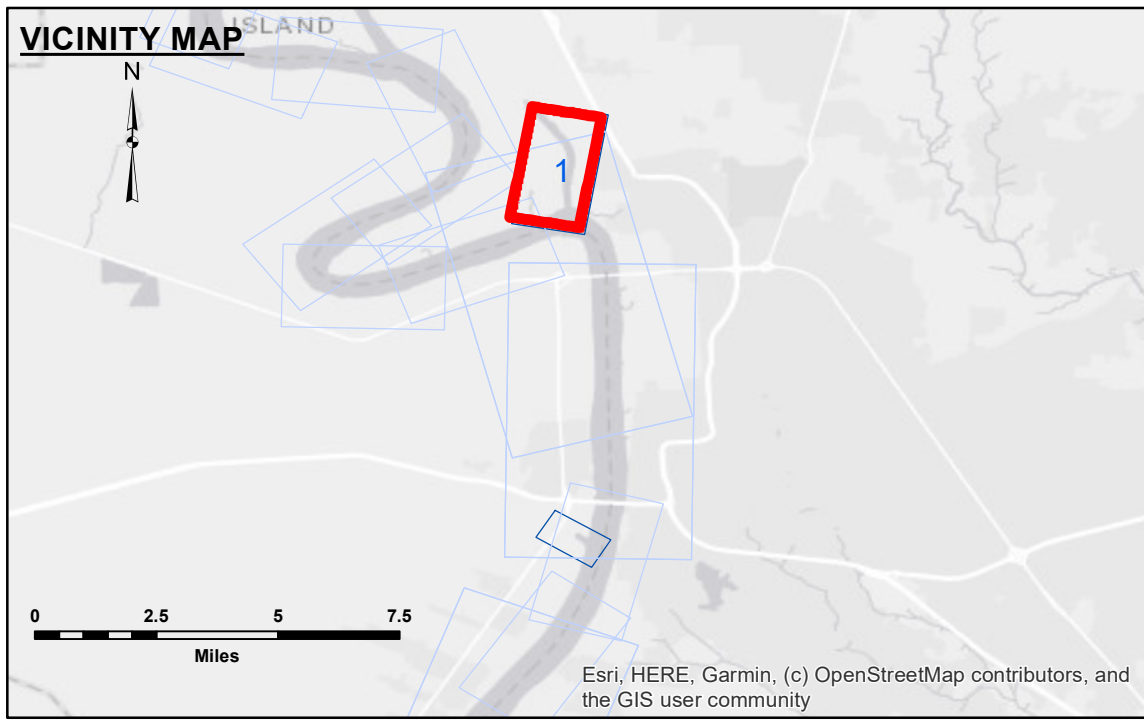 ISLAND
VICINITY MAP
N
1
0 2.5 5 7.5
Miles
Esri, HERE, Garmin, (c) OpenStreetMap contributors, and
the GIS user community